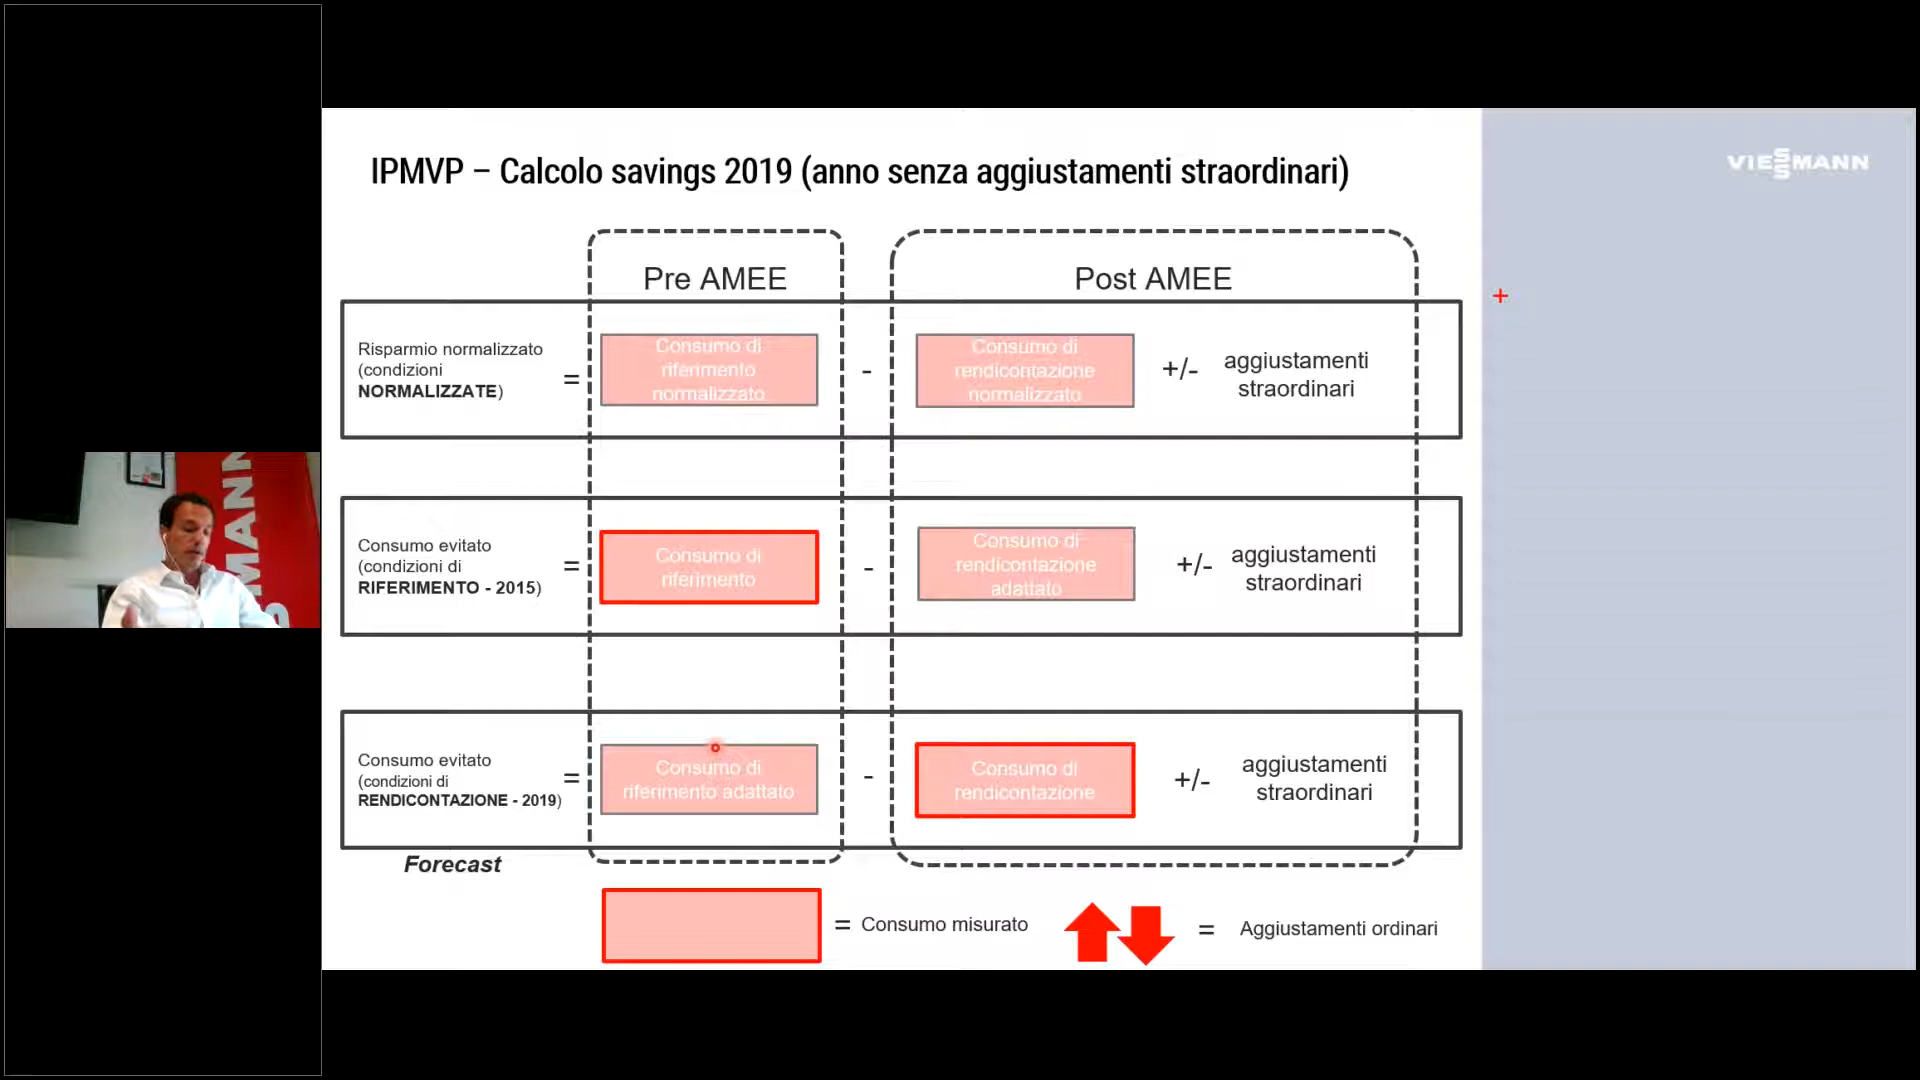 IPMVP – Calcolo savings 2019 (anno senza aggiustamenti straordinari)
VIESSMANN
Pre AMEE
Post AMEE
Risparmio normalizzato
(condizioni
NORMALIZZATE)
=
Consumo di
riferimento
normalizzato
-
Consumo di
rendicontazione
normalizzato
+/-
aggiustamenti
straordinari
Consumo evitato
(condizioni di
RIFERIMENTO - 2015)
=
Consumo di
riferimento
-
Consumo di
rendicontazione
adattato
+/-
aggiustamenti
straordinari
Consumo evitato
(condizioni di
RENDICONTAZIONE - 2019)
=
Consumo di
riferimento adattato
-
Consumo di
rendicontazione
+/-
aggiustamenti
straordinari
Forecast
= Consumo misurato
= Aggiustamenti ordinari
MANN
MANN